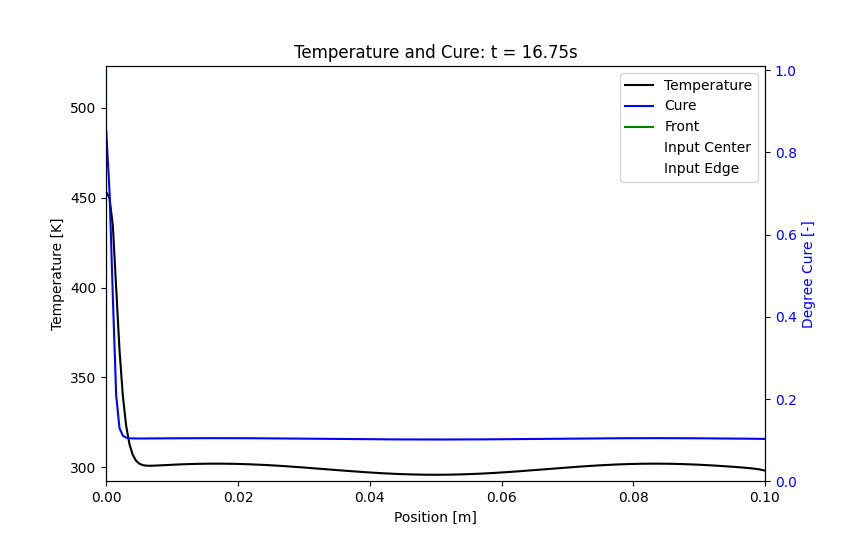 Temperature and Cure: t = 16.75s
Temperature
Cure
Front
Input Center
Input Edge
Temperature [K]
500
450
400
350
300
Degree Cure [-]
1.0
0.8
0.6
0.4
0.2
0.0
0.00 0.02 0.04 0.06 0.08 0.10
Position [m]